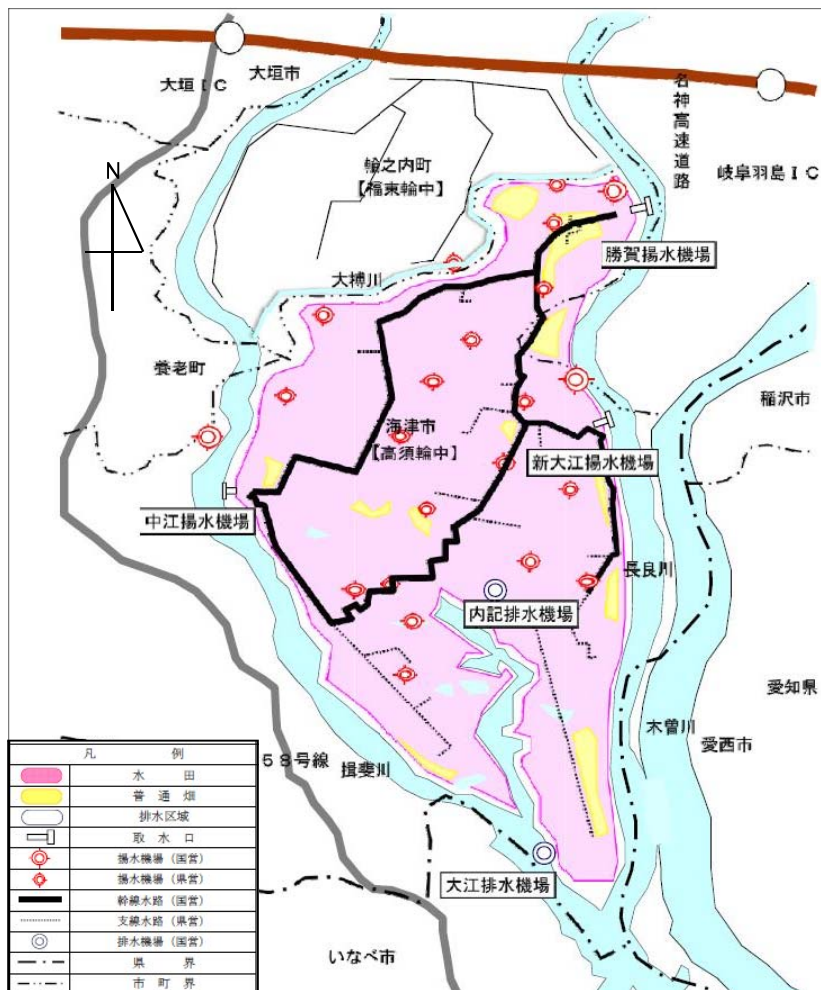 大垣IC
大垣市
名神高速道路
岐阜羽島IC
N
輪之内町
【福東輪中】
勝賀揚水機場
大榑川
養老町
稲沢市
海津市
【高須輪中】
新大江揚水機場
中江揚水機場
長良川
内記排水機場
愛知県
木曽川
愛西市
58号線
揖斐川
大江排水機場
いなべ市
凡 例
水 田
普 通 畑
排水区域
取 水 口
揚水機場(国営)
揚水機場(県営)
幹線水路(国営)
支線水路(県営)
排水機場(国営)
県 界
市 町 界